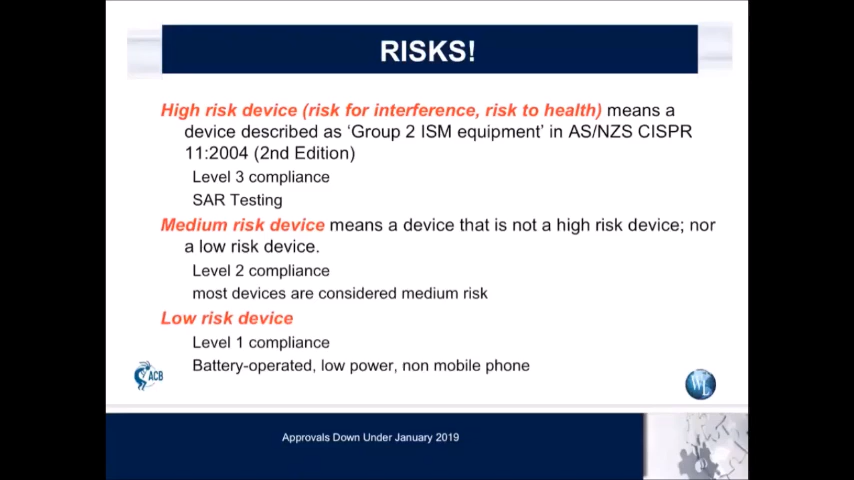 RISKS!
High risk device (risk for interference, risk to health) means a
device described as ‘Group 2 ISM equipment’ in AS/NZS CISPR
11:2004 (2nd Edition)
Level 3 compliance
SAR Testing
Medium risk device means a device that is not a high risk device; nor
a low risk device.
Level 2 compliance
most devices are considered medium risk
Low risk device
Level 1 compliance
Battery-operated, low power, non mobile phone
ACB
WL
Approvals Down Under January 2019